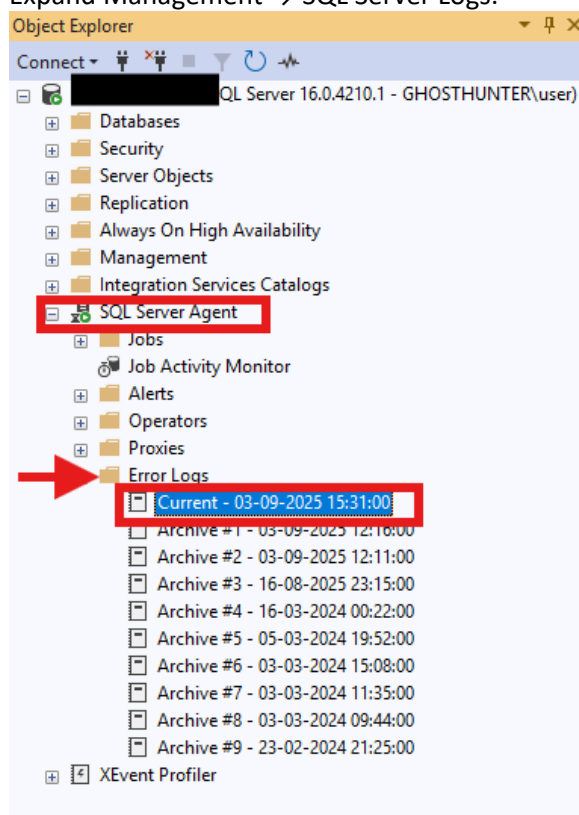 Expand Management → SQL Server Logs.
Object Explorer
Connect
QL Server 16.0.4210.1 - GHOSTHUNTER\user)
Databases
Security
Server Objects
Replication
Always On High Availability
Management
Integration Services Catalogs
SQL Server Agent
Jobs
Job Activity Monitor
Alerts
Operators
Proxies
Error Logs
Current - 03-09-2025 15:31:00
Archive #1 - 03-09-2025 12:16:00
Archive #2 - 03-09-2025 12:11:00
Archive #3 - 16-08-2025 23:15:00
Archive #4 - 16-03-2024 00:22:00
Archive #5 - 05-03-2024 19:52:00
Archive #6 - 03-03-2024 15:08:00
Archive #7 - 03-03-2024 11:35:00
Archive #8 - 03-03-2024 09:44:00
Archive #9 - 23-02-2024 21:25:00
XEvent Profiler